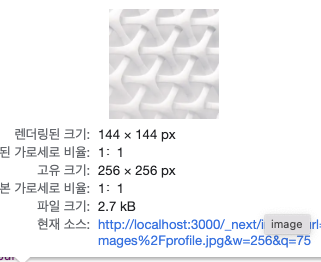 렌더링된 크기: 144 × 144 px
된 가로세로 비율: 1∶1
고유 크기: 256 × 256 px
본 가로세로 비율: 1∶1
파일 크기: 2.7 kB
현재 소스: http://localhost:3000/_next/i image rl=
mages%2Fprofile.jpg&w=256&q=75